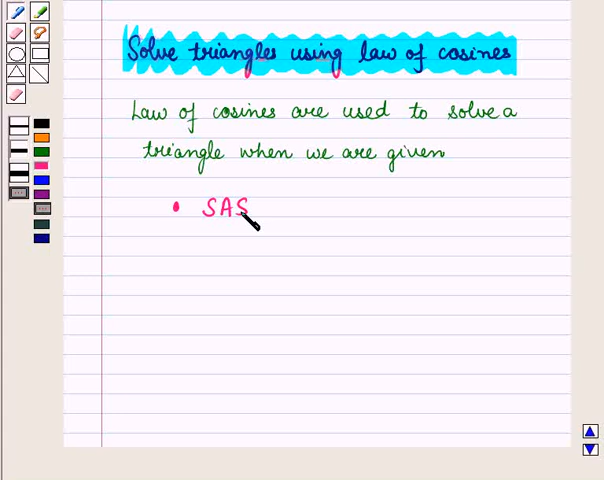 Solve triangles using law of cosines
Law of cosines are used to solve a
triangle when we are given
• SAS